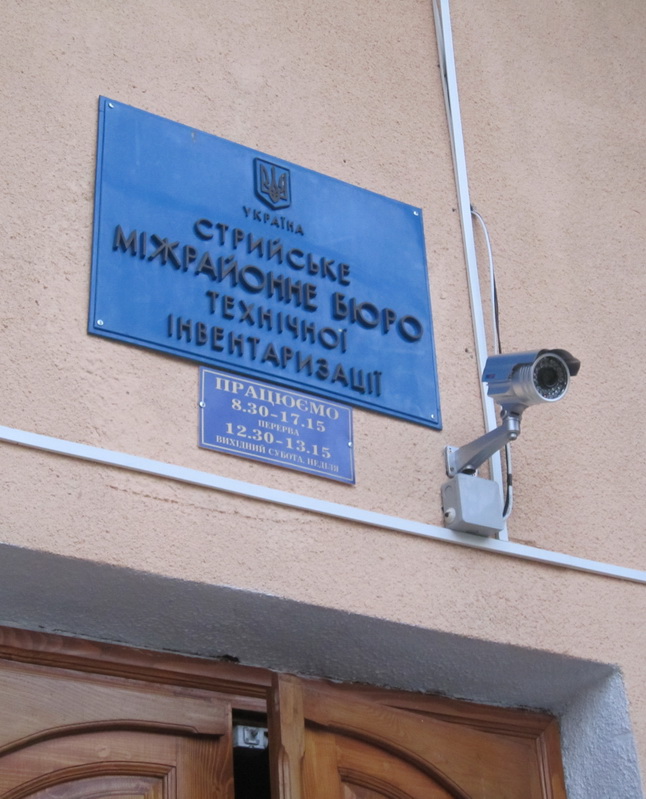 УКРАЇНА
СТРИЙСЬКЕ
МІЖРАЙОННЕ БЮРО
ТЕХНІЧНОЇ
ІНВЕНТАРИЗАЦІЇ
ПРАЦЮЄМО
8.30-17.15
ПЕРЕРВА
12.30-13.15
ВИХІДНИЙ СУБОТА, НЕДІЛЯ